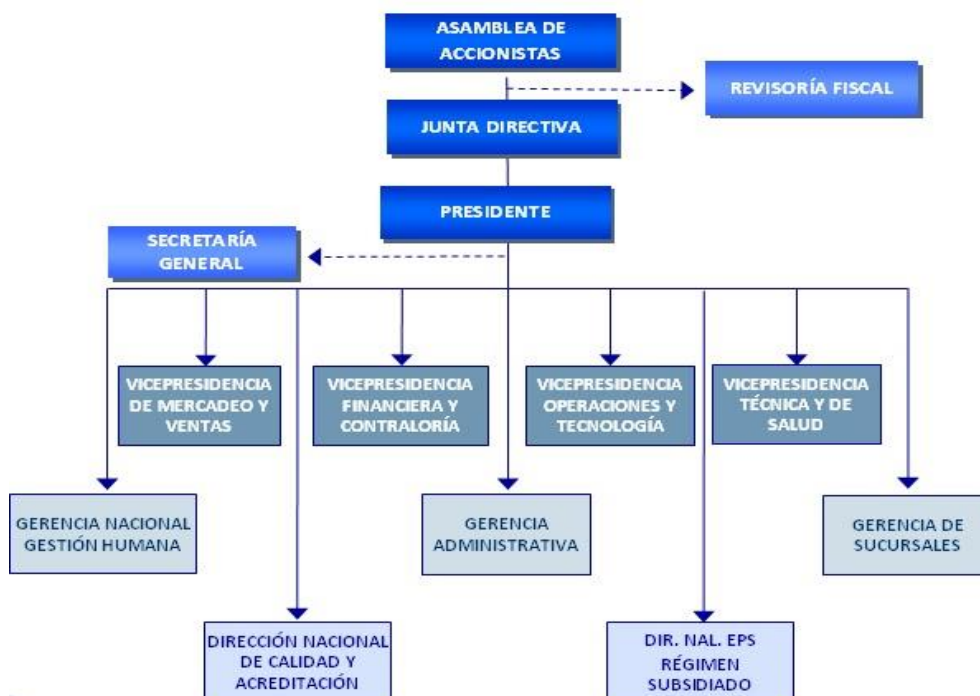 ASAMBLEA DE
ACCIONISTAS
REVISORÍA FISCAL
JUNTA DIRECTIVA
PRESIDENTE
SECRETARÍA
GENERAL
VICEPRESIDENCIA
DE MERCADEO Y
VENTAS
VICEPRESIDENCIA
FINANCIERA Y
CONTRALORÍA
VICEPRESIDENCIA
OPERACIONES Y
TECNOLOGÍA
VICEPRESIDENCIA
TÉCNICA Y DE
SALUD
GERENCIA NACIONAL
GESTIÓN HUMANA
GERENCIA
ADMINISTRATIVA
GERENCIA DE
SUCURSALES
DIRECCIÓN NACIONAL
DE CALIDAD Y
ACREDITACIÓN
DIR. NAL. EPS
RÉGIMEN
SUBSIDIADO